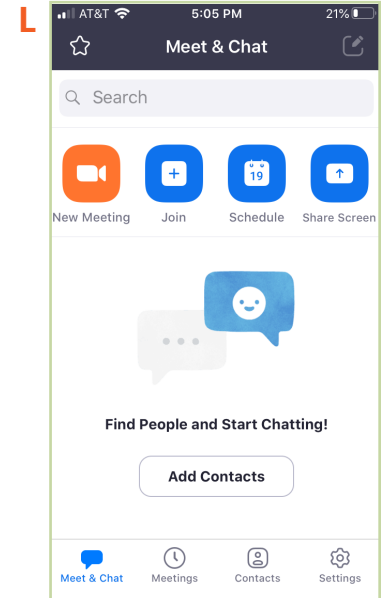 L
AT&T 5:05 PM 21%
Meet & Chat
Search
19
New Meeting Join Schedule Share Screen
Find People and Start Chatting!
Add Contacts
Meet & Chat Meetings Contacts Settings